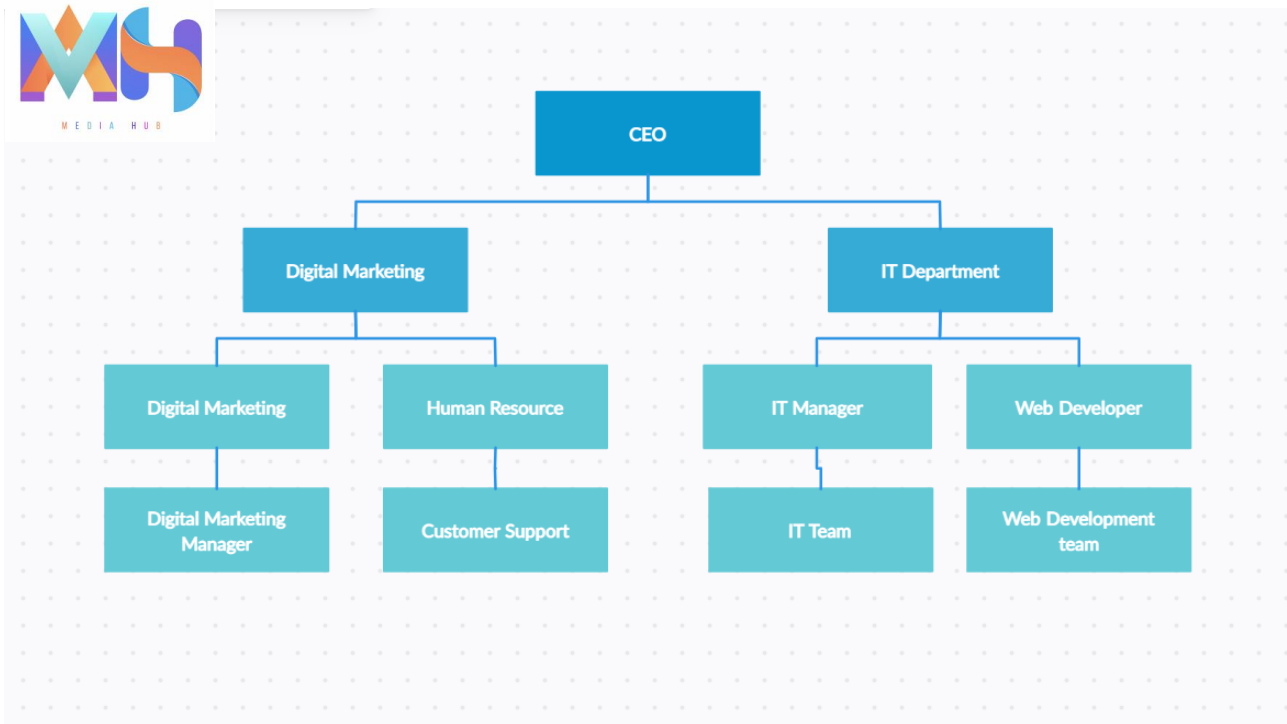 MH
MEDIA HUB
CEO
Digital Marketing
IT Department
Digital Marketing
Human Resource
IT Manager
Web Developer
Digital Marketing
Manager
Customer Support
IT Team
Web Development
team